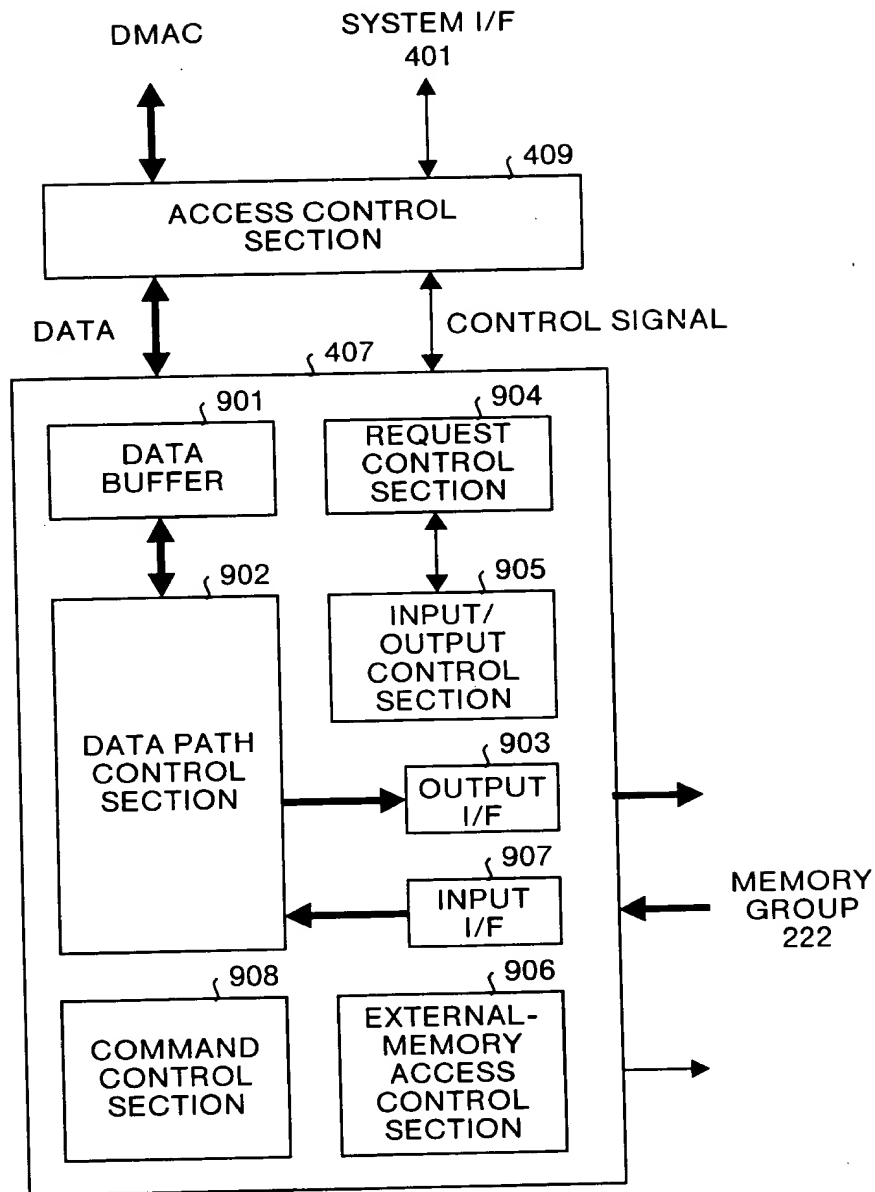 DMAC
SYSTEM I/F
401
409
ACCESS CONTROL
SECTION
DATA
CONTROL SIGNAL
407
901
DATA
BUFFER
904
REQUEST
CONTROL
SECTION
902
DATA PATH
CONTROL
SECTION
905
INPUT/
OUTPUT
CONTROL
SECTION
903
OUTPUT
I/F
907
INPUT
I/F
MEMORY
GROUP
222
908
COMMAND
CONTROL
SECTION
906
EXTERNAL-
MEMORY
ACCESS
CONTROL
SECTION